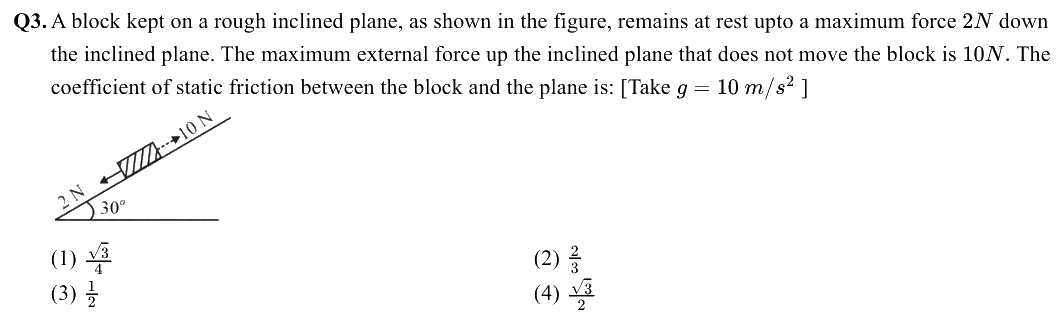 Q3. A block kept on a rough inclined plane, as shown in the figure, remains at rest upto a maximum force 2N down
the inclined plane. The maximum external force up the inclined plane that does not move the block is 10N. The
coefficient of static friction between the block and the plane is: [Take g = 10 m/s² ]
10 N
2 N
30°
(1) √3/4 (2) 2/3
(3) 1/2 (4) √3/2